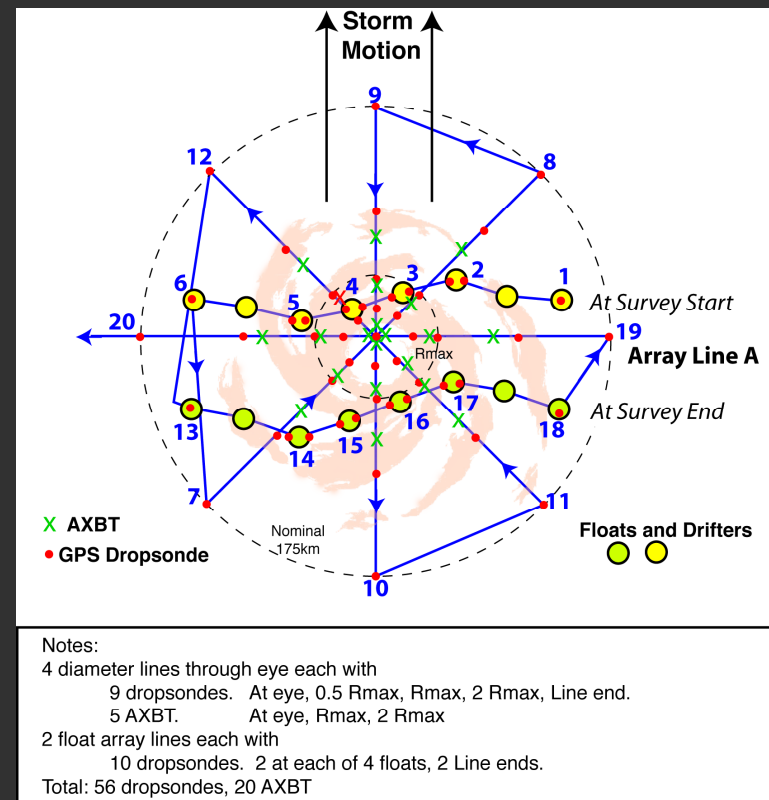 Storm
Motion
9
12
8
6
5
4
3
2
1
At Survey Start
20
19
Rmax
Array Line A
13
14
15
16
17
18
At Survey End
7
11
X AXBT
GPS Dropsonde
Nominal
175km
Floats and Drifters
10
Notes:
4 diameter lines through eye each with
9 dropsondes. At eye, 0.5 Rmax, Rmax, 2 Rmax, Line end.
5 AXBT. At eye, Rmax, 2 Rmax
2 float array lines each with
10 dropsondes. 2 at each of 4 floats, 2 Line ends.
Total: 56 dropsondes, 20 AXBT